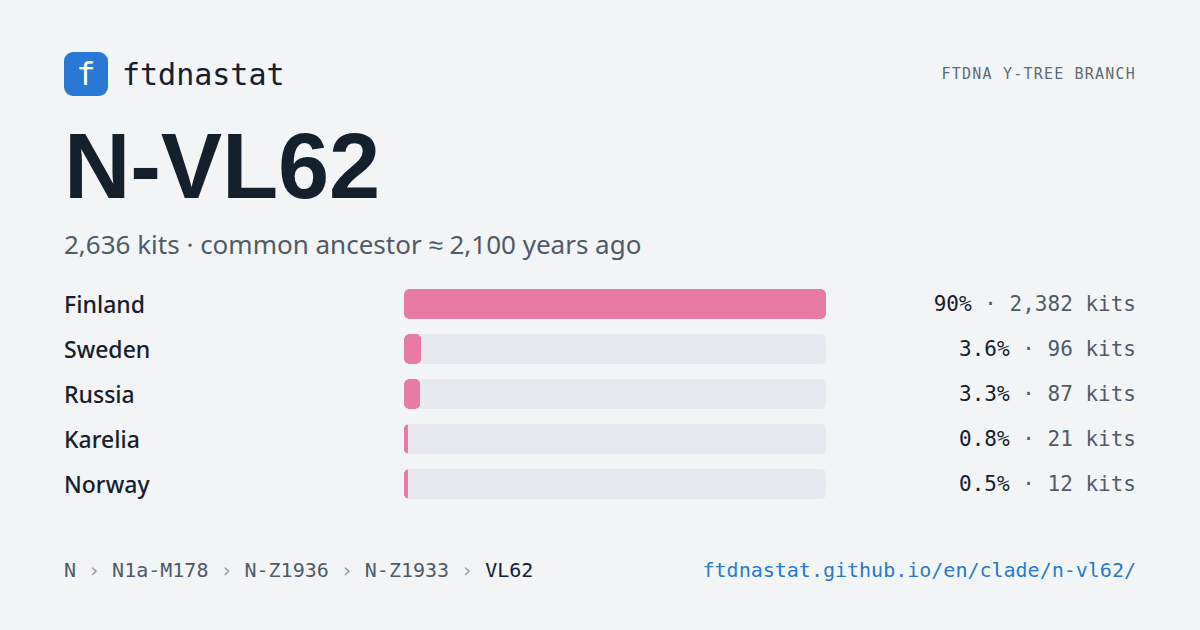 f ftdnastat
FTDNA Y-TREE BRANCH
N-VL62
2,636 kits · common ancestor ≈ 2,100 years ago
Finland 90% · 2,382 kits
Sweden 3.6% · 96 kits
Russia 3.3% · 87 kits
Karelia 0.8% · 21 kits
Norway 0.5% · 12 kits
N › N1a-M178 › N-Z1936 › N-Z1933 › VL62
ftdnastat.github.io/en/clade/n-vl62/